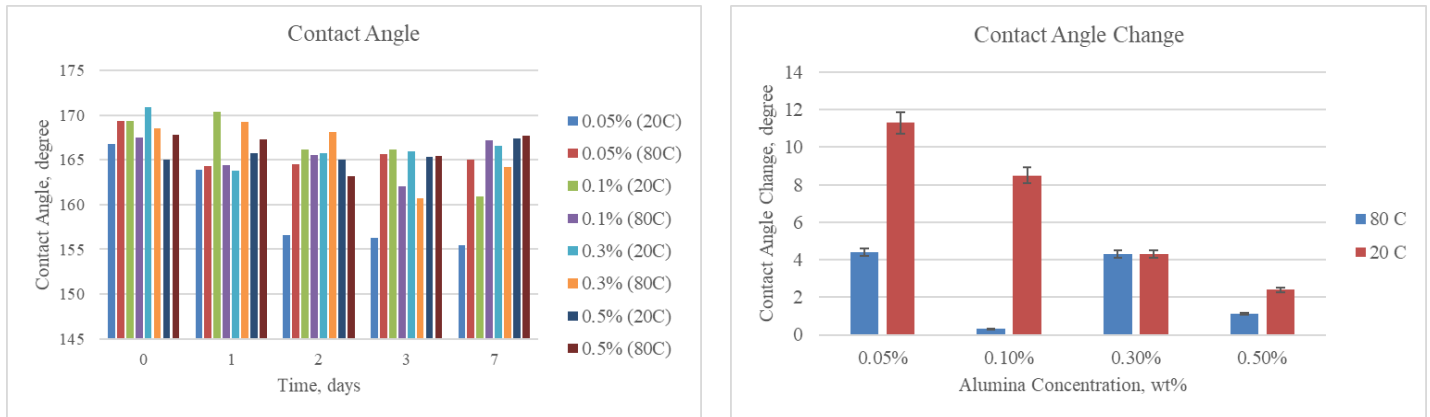 Contact Angle
Contact Angle, degree
175
170
165
160
155
150
145
0 1 2 3 7
Time, days
0.05% (20C)
0.05% (80C)
0.1% (20C)
0.1% (80C)
0.3% (20C)
0.3% (80C)
0.5% (20C)
0.5% (80C)
Contact Angle Change
Contact Angle Change, degree
14
12
10
8
6
4
2
0
0.05% 0.10% 0.30% 0.50%
Alumina Concentration, wt%
80 C
20 C